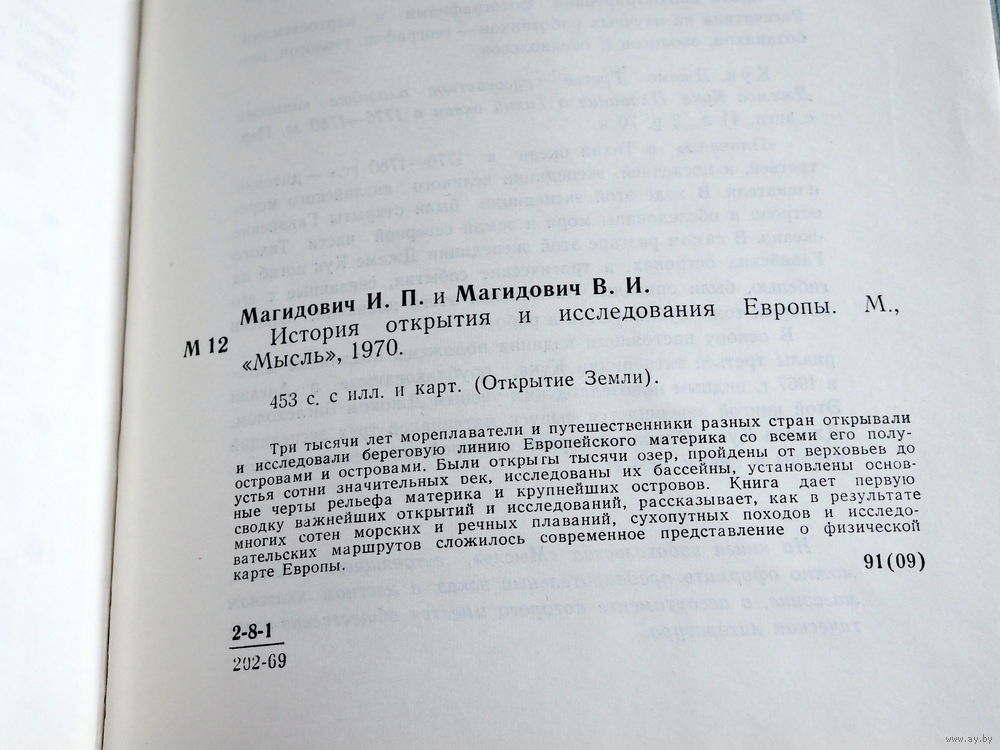 Магидович И. П. и Магидович В. И.
М 12 История открытия и исследования Европы. М.,
«Мысль», 1970.
453 с. с илл. и карт. (Открытие Земли).
Три тысячи лет мореплаватели и путешественники разных стран открывали
и исследовали береговую линию Европейского материка со всеми его полу-
островами и островами. Были открыты тысячи озер, пройдены от верховьев до
устья сотни значительных рек, исследованы их бассейны, установлены основ-
ные черты рельефа материка и крупнейших островов. Книга дает первую
сводку важнейших открытий и исследований, рассказывает, как в результате
многих сотен морских и речных плаваний, сухопутных походов и исследо-
вательских маршрутов сложилось современное представление о физической
карте Европы.
91(09)
2-8-1
202-69
www.ay.by